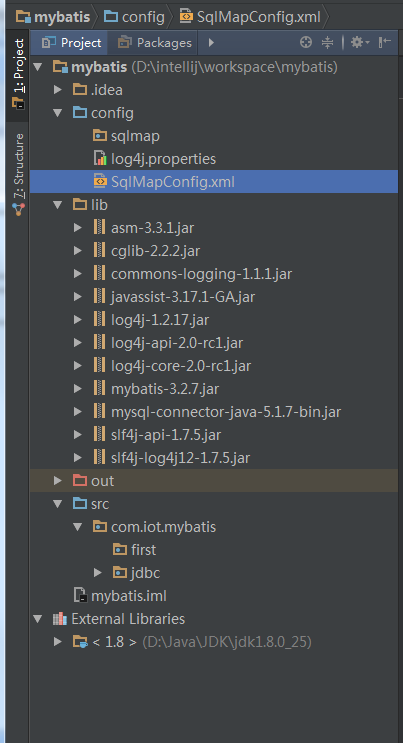 mybatis config SqlMapConfig.xml
1: Project
7: Structure
Project Packages
mybatis (D:\intellij\workspace\mybatis)
.idea
config
sqlmap
log4j.properties
SqlMapConfig.xml
lib
asm-3.3.1.jar
cglib-2.2.2.jar
commons-logging-1.1.1.jar
javassist-3.17.1-GA.jar
log4j-1.2.17.jar
log4j-api-2.0-rc1.jar
log4j-core-2.0-rc1.jar
mybatis-3.2.7.jar
mysql-connector-java-5.1.7-bin.jar
slf4j-api-1.7.5.jar
slf4j-log4j12-1.7.5.jar
out
src
com.iot.mybatis
first
jdbc
mybatis.iml
External Libraries
< 1.8 > (D:\Java\JDK\jdk1.8.0_25)